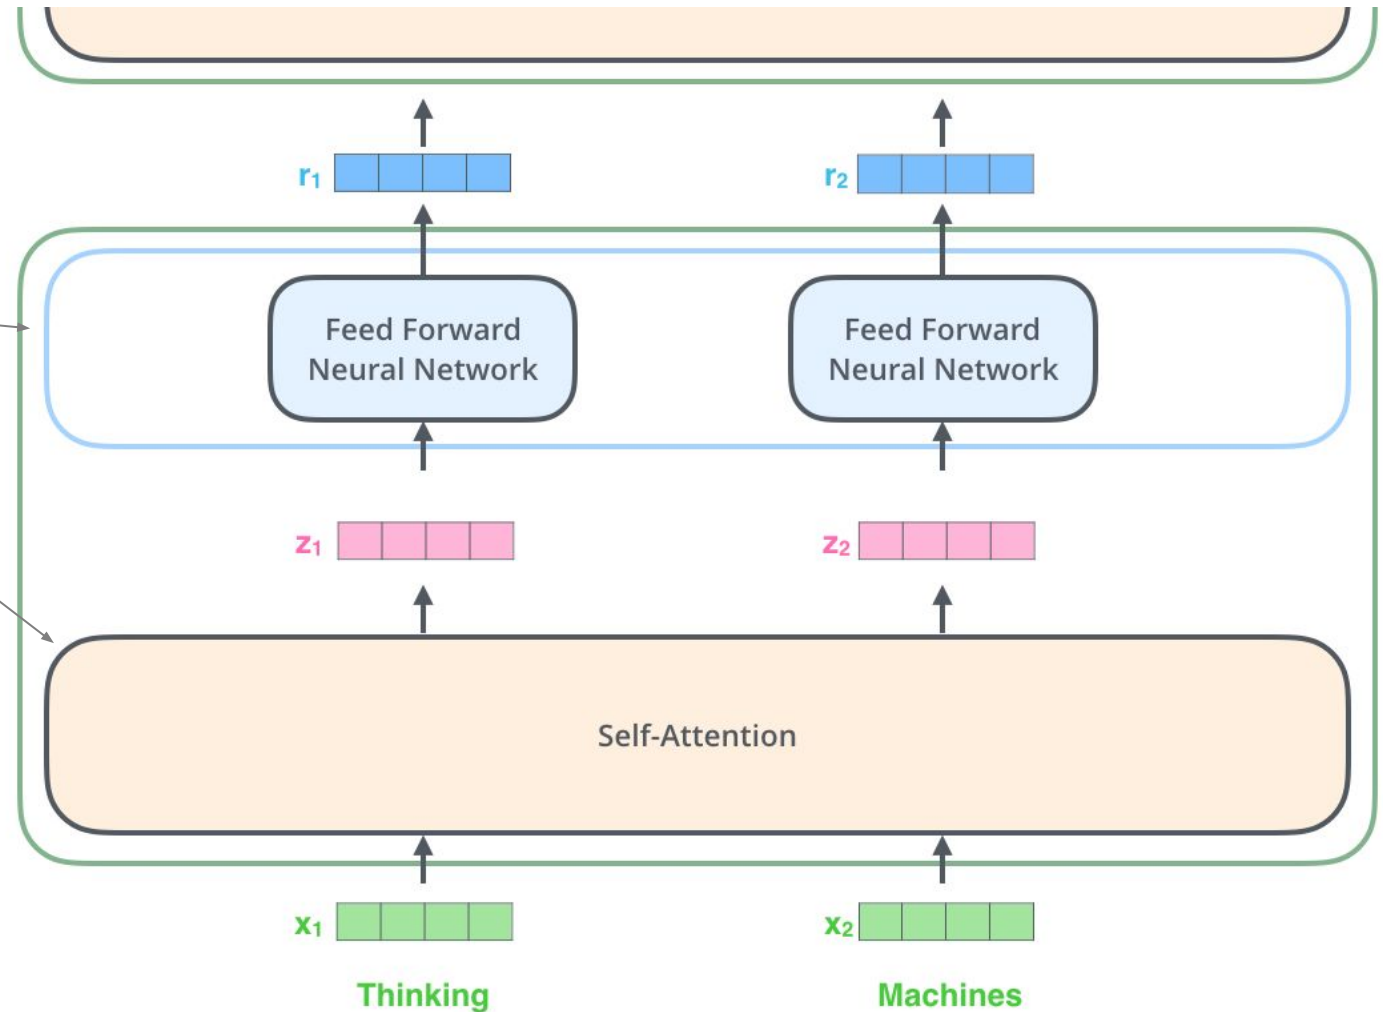 r1
r2
Feed Forward
Neural Network
Feed Forward
Neural Network
z1
z2
Self-Attention
x1
x2
Thinking
Machines